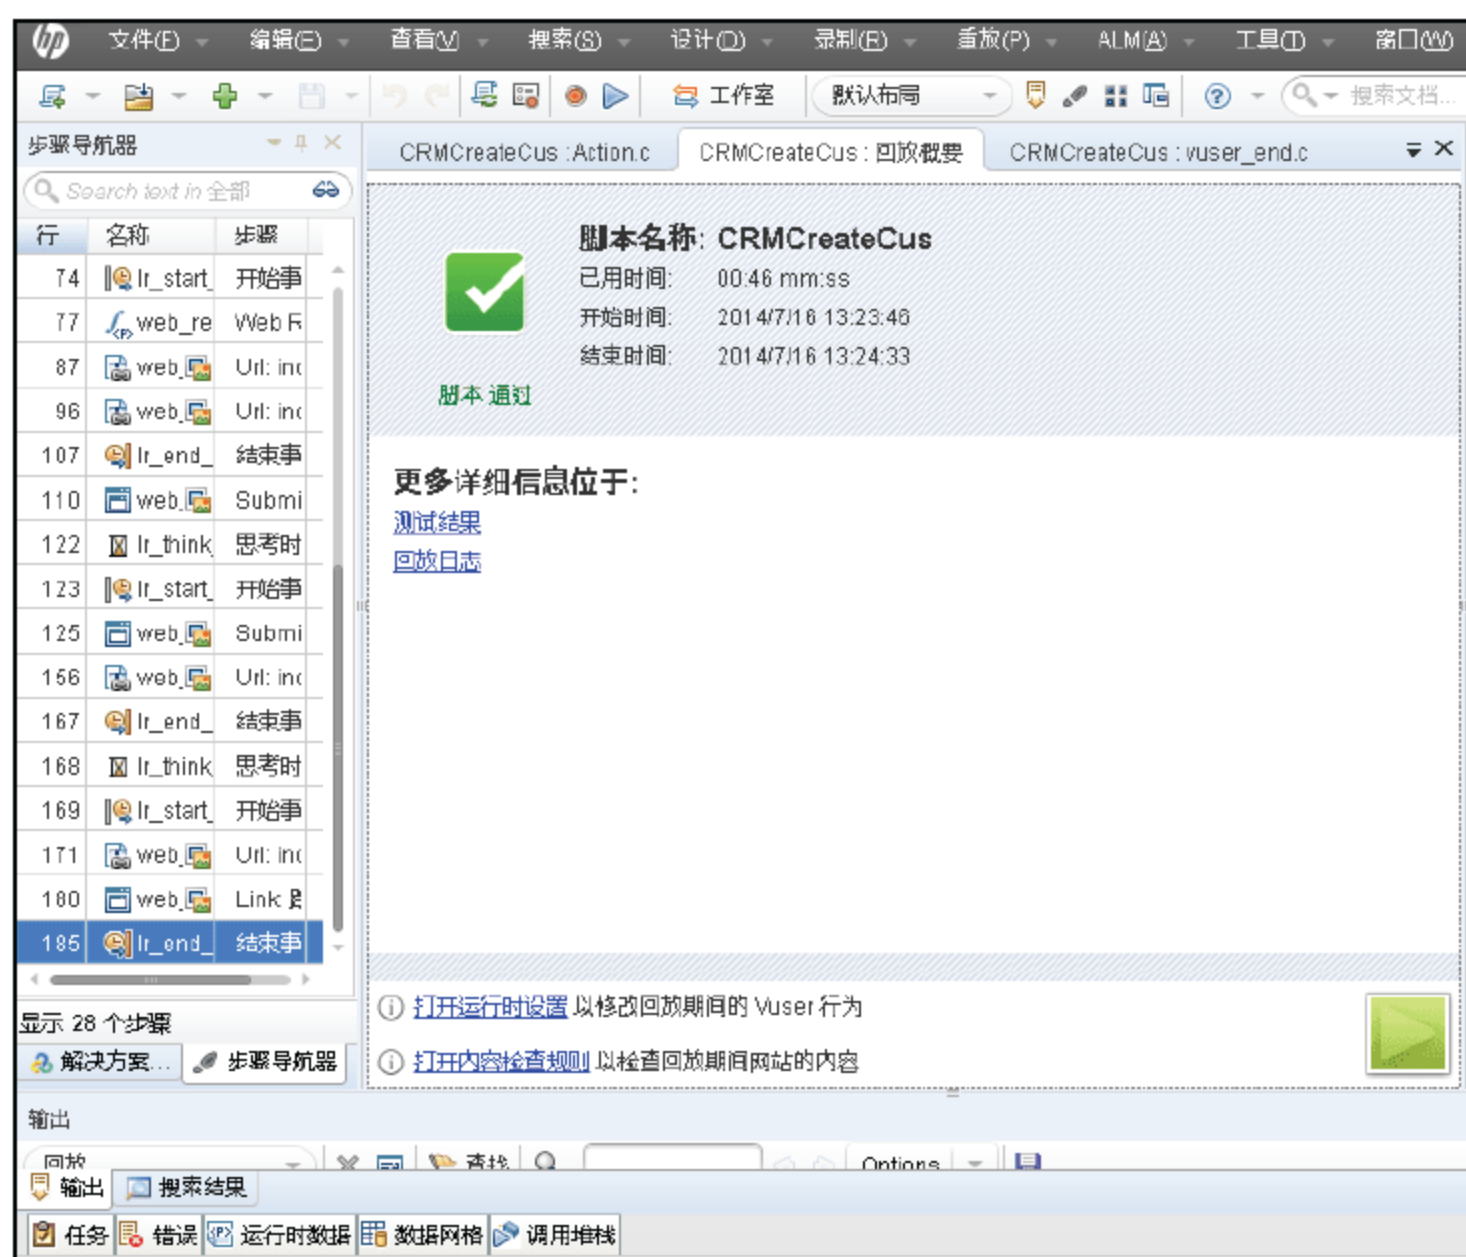 hp 文件(F) 编辑(E) 查看(V) 搜索(S) 设计(D) 录制(R) 重放(P) ALM(A) 工具(T) 窗口(W)
工作室 默认布局 搜索文档...
步骤导航器
CRMCreateCus : Action.c CRMCreateCus : 回放概要 CRMCreateCus : vuser_end.c
Search text in 全部
行 名称 步骤
74 lr_start_ 开始事
77 web_re Web R
87 web_ Url: inc
96 web_ Url: inc
107 lr_end_ 结束事
110 web_ Submi
122 lr_think_ 思考时
123 lr_start_ 开始事
125 web_ Submi
156 web_ Url: inc
167 lr_end_ 结束事
168 lr_think_ 思考时
169 lr_start_ 开始事
171 web_ Url: inc
180 web_ Link:
185 lr_end_ 结束事
显示 28 个步骤
解决方案... 步骤导航器
脚本名称: CRMCreateCus
已用时间: 00:46 mm:ss
开始时间: 2014/7/16 13:23:46
结束时间: 2014/7/16 13:24:33
脚本 通过
更多详细信息位于:
测试结果
回放日志
打开运行时设置 以修改回放期间的 Vuser 行为
打开内容检查规则 以检查回放期间网站的内容
输出
回放 查找 Options
输出 搜索结果
任务 错误 运行时数据 数据网格 调用堆栈